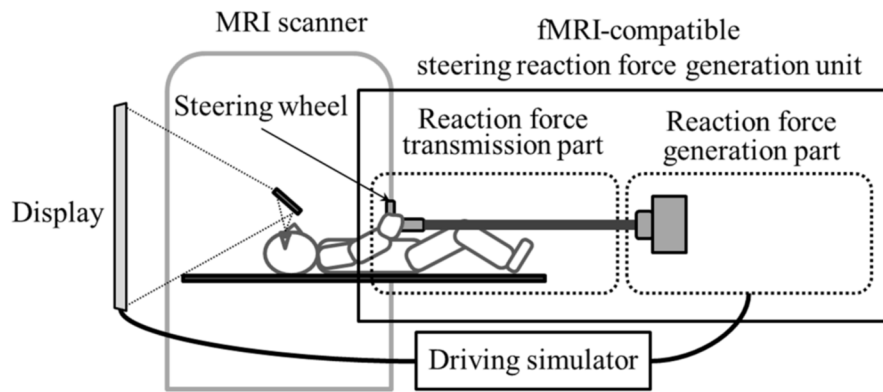 MRI scanner
fMRI-compatible
steering reaction force generation unit
Steering wheel
Reaction force
transmission part
Reaction force
generation part
Display
Driving simulator